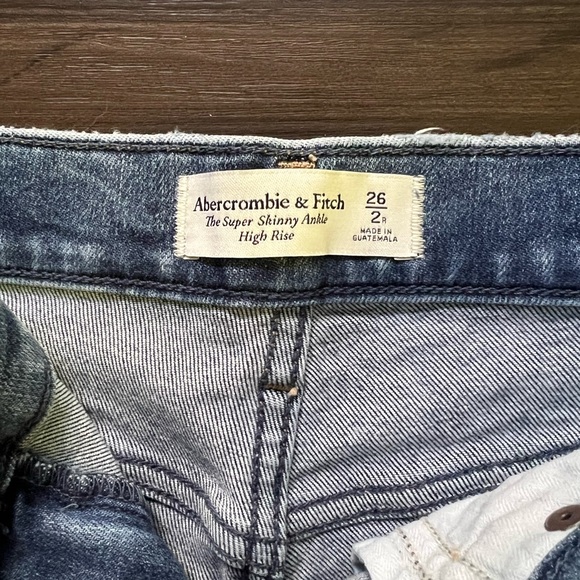 Abercrombie & Fitch
The Super Skinny Ankle
High Rise
26
2R
MADE IN
GUATEMALA